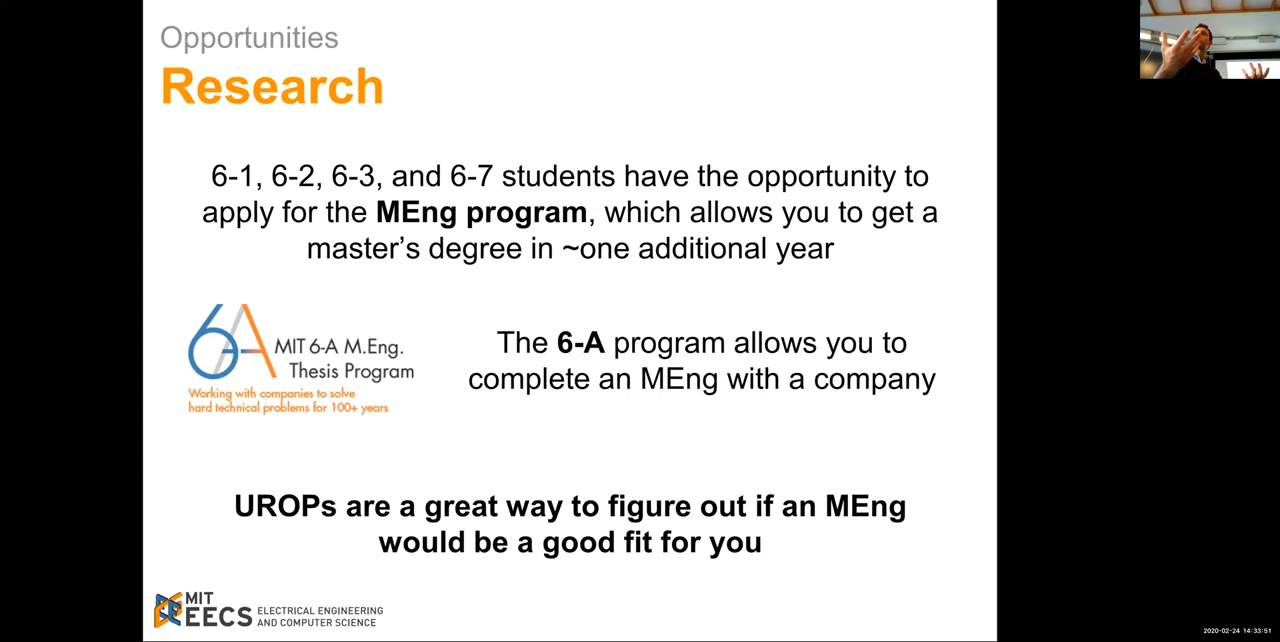 Opportunities
Research
6-1, 6-2, 6-3, and 6-7 students have the opportunity to
apply for the MEng program, which allows you to get a
master’s degree in ~one additional year
6-A
MIT 6-A M.Eng.
Thesis Program
Working with companies to solve
hard technical problems for 100+ years
The 6-A program allows you to
complete an MEng with a company
UROPs are a great way to figure out if an MEng
would be a good fit for you
MIT
EECS
ELECTRICAL ENGINEERING
AND COMPUTER SCIENCE
2020-02-24 14:33:51